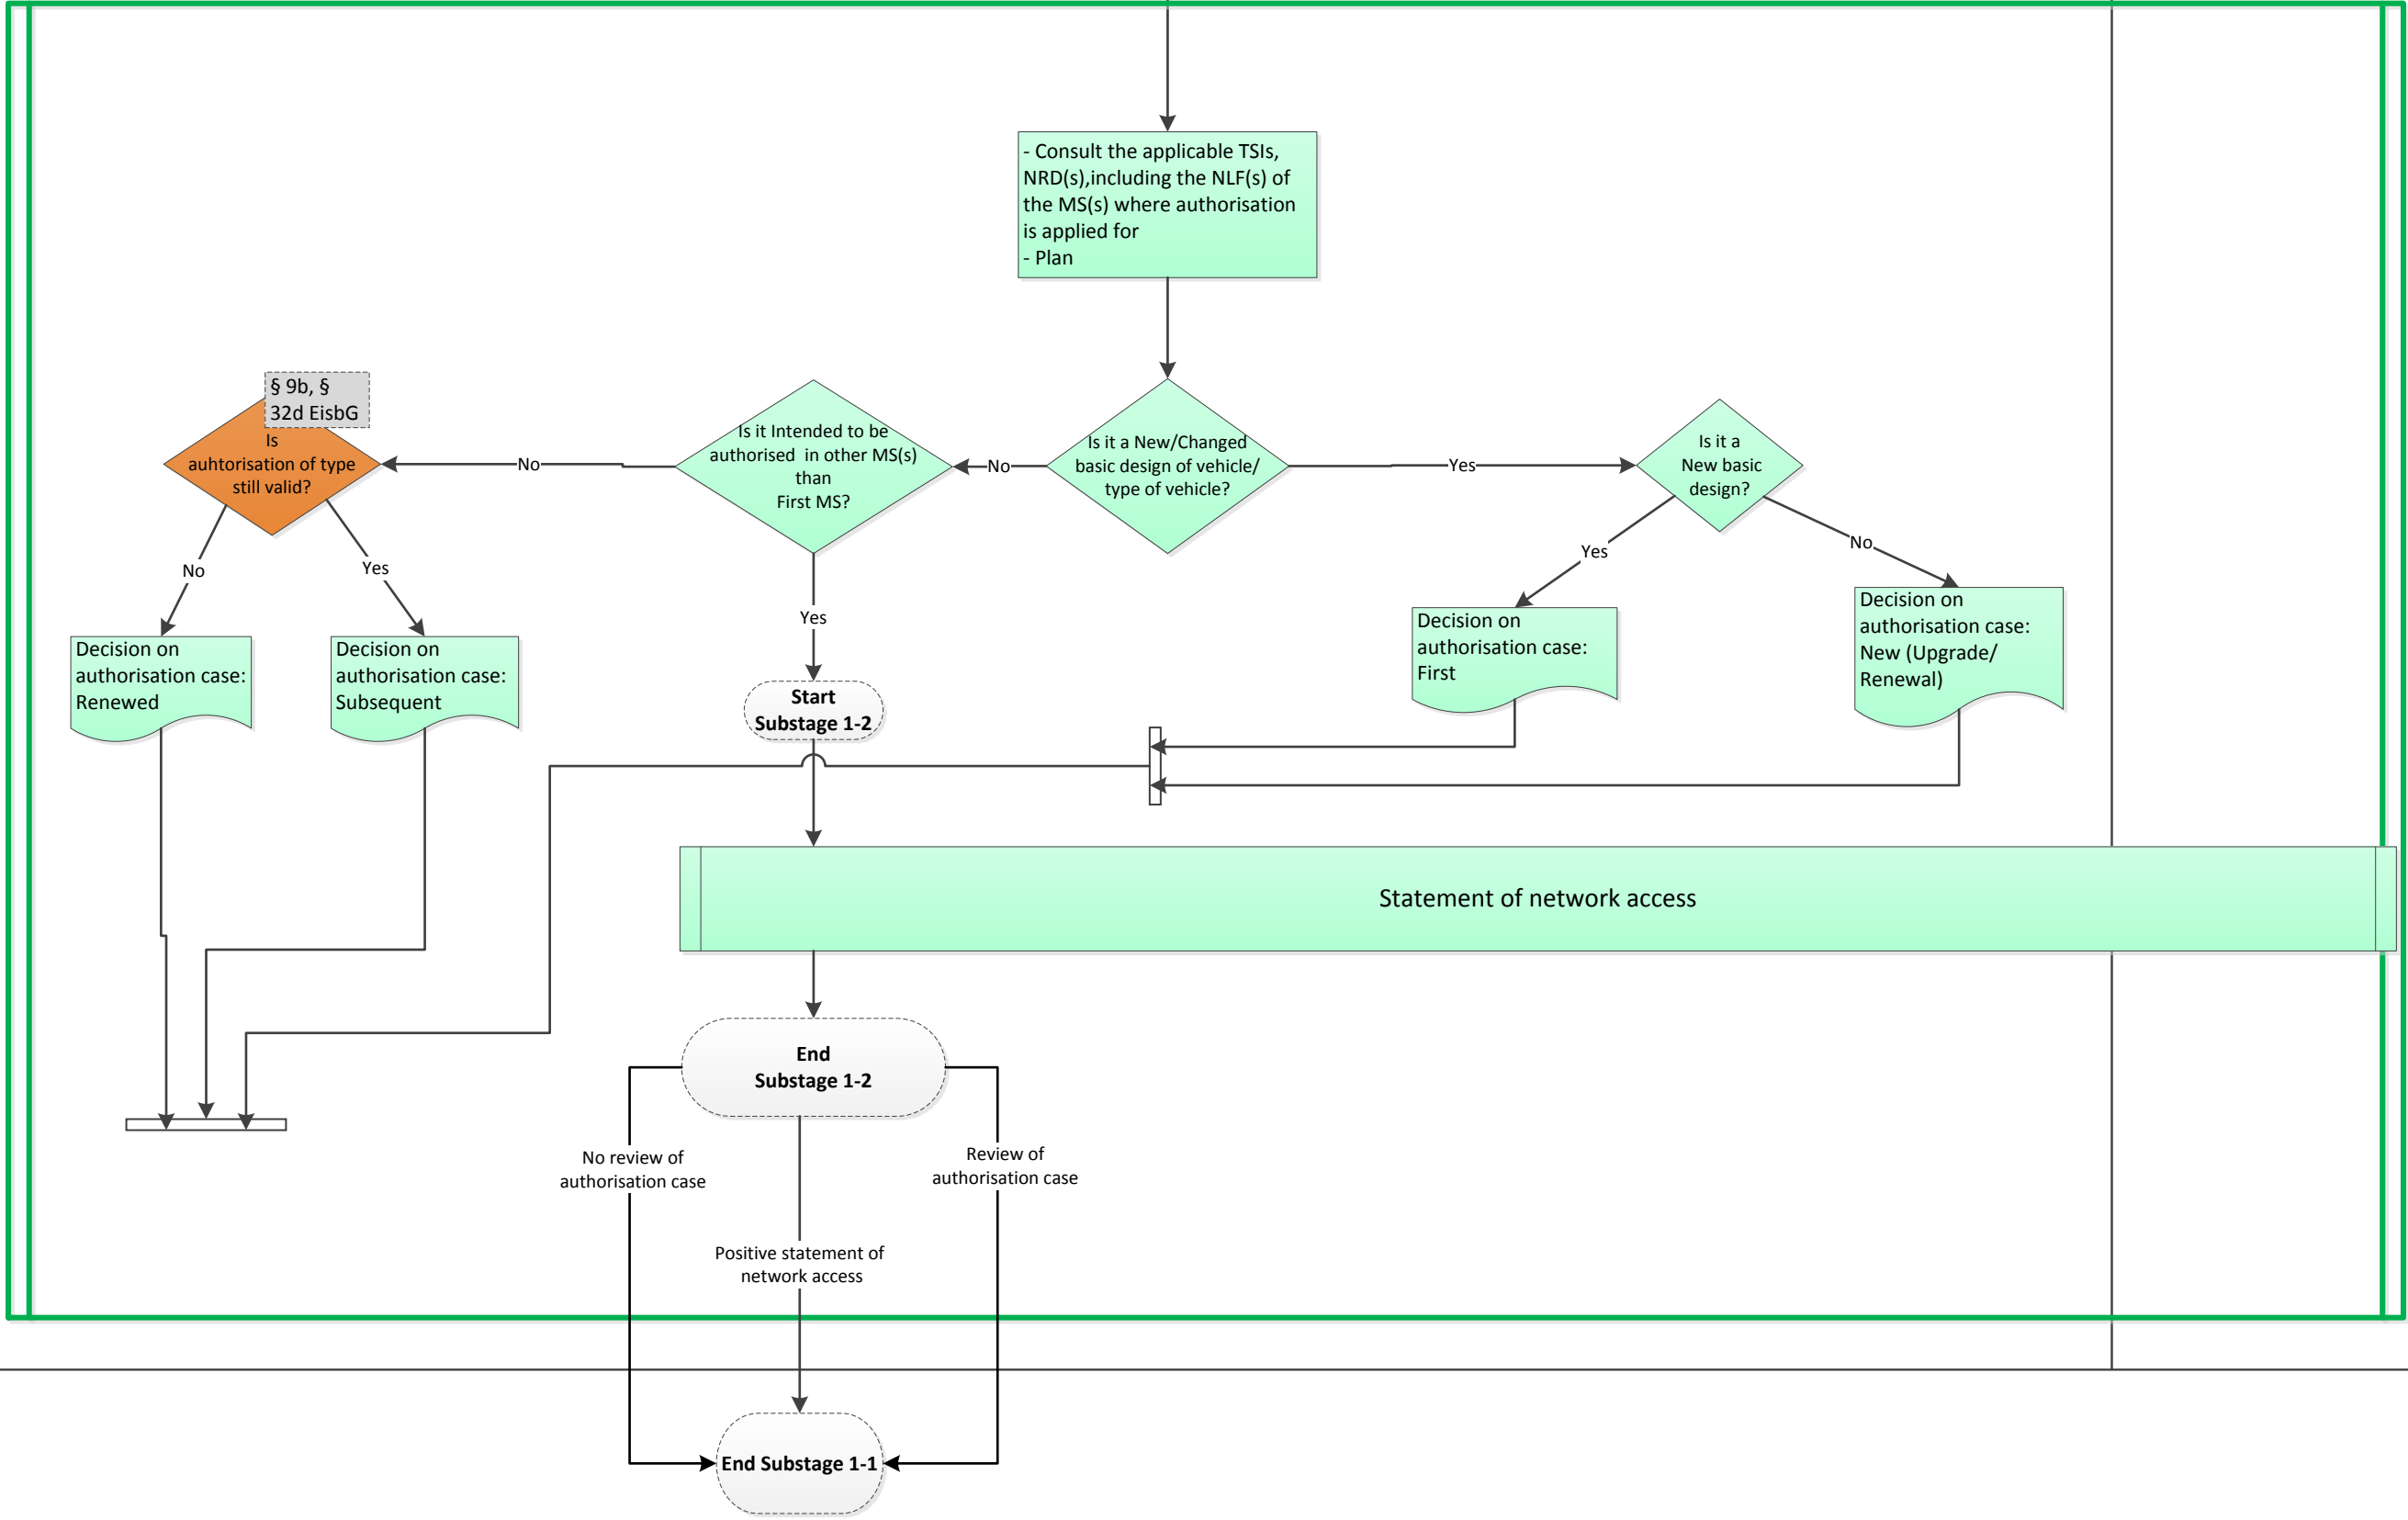 - Consult the applicable TSIs,
NRD(s),including the NLF(s) of
the MS(s) where authorisation
is applied for
- Plan
§ 9b, §
32d EisbG
Is
auhtorisation of type
still valid?
No
Is it Intended to be
authorised  in other MS(s)
than
First MS?
No
Is it a New/Changed
basic design of vehicle/
type of vehicle?
Yes
Is it a
New basic
design?
No
Yes
Yes
Yes
No
Decision on
authorisation case:
Renewed
Decision on
authorisation case:
Subsequent
Start
Substage 1-2
Decision on
authorisation case:
First
Decision on
authorisation case:
New (Upgrade/
Renewal)
Statement of network access
End
Substage 1-2
No review of
authorisation case
Review of
authorisation case
Positive statement of
network access
End Substage 1-1